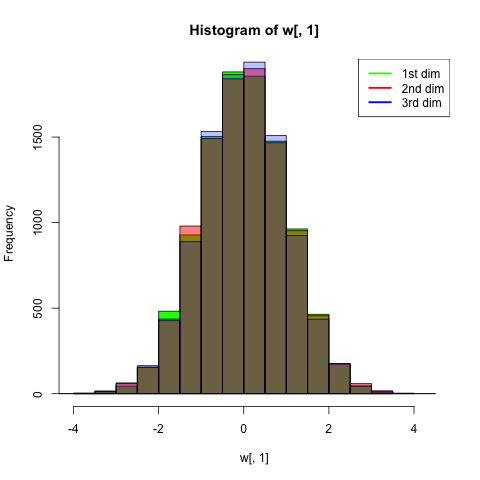 Histogram of w[, 1]
1st dim
2nd dim
3rd dim
Frequency
0
500
1000
1500
-4
-2
0
2
4
w[, 1]